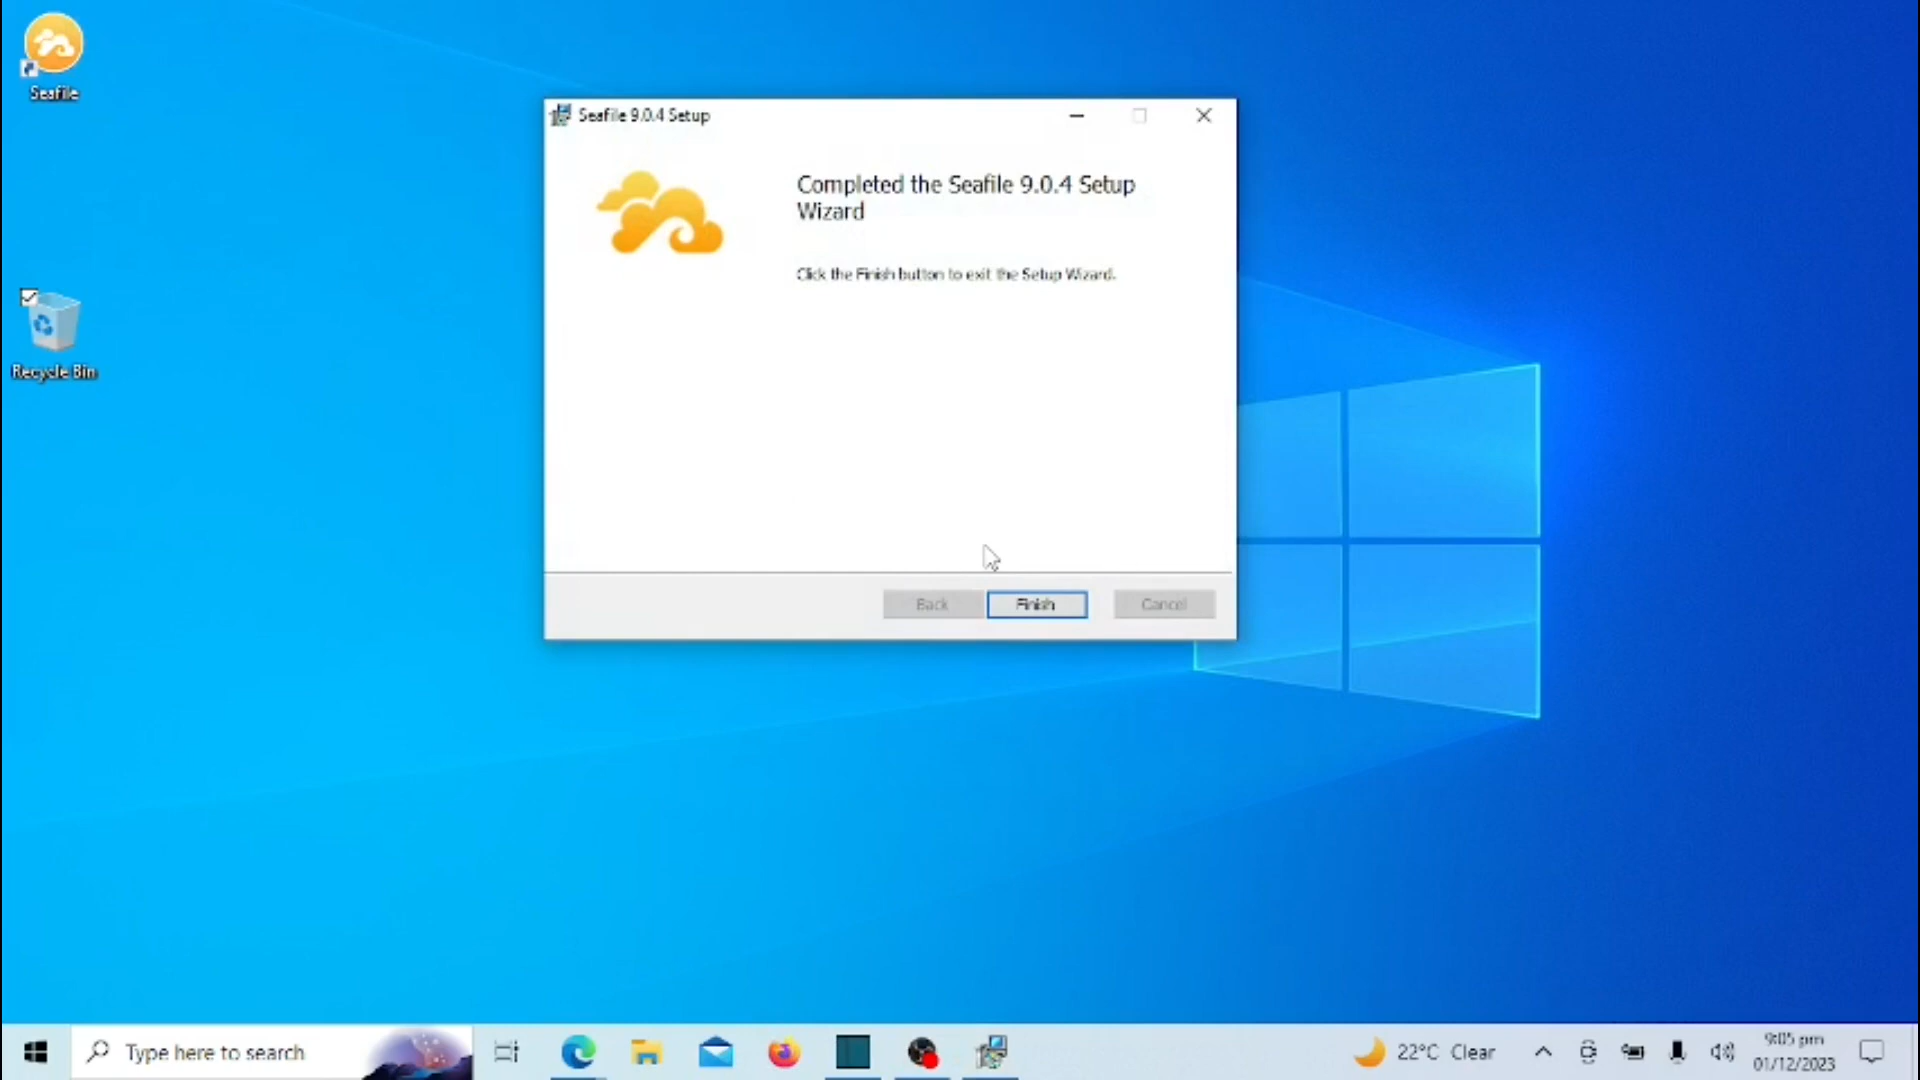 Seafile
Recycle Bin
Seafile 9.0.4 Setup
Completed the Seafile 9.0.4 Setup
Wizard
Click the Finish button to exit the Setup Wizard.
Back
Finish
Cancel
Type here to search
22°C Clear
9:05 pm
01/12/2023